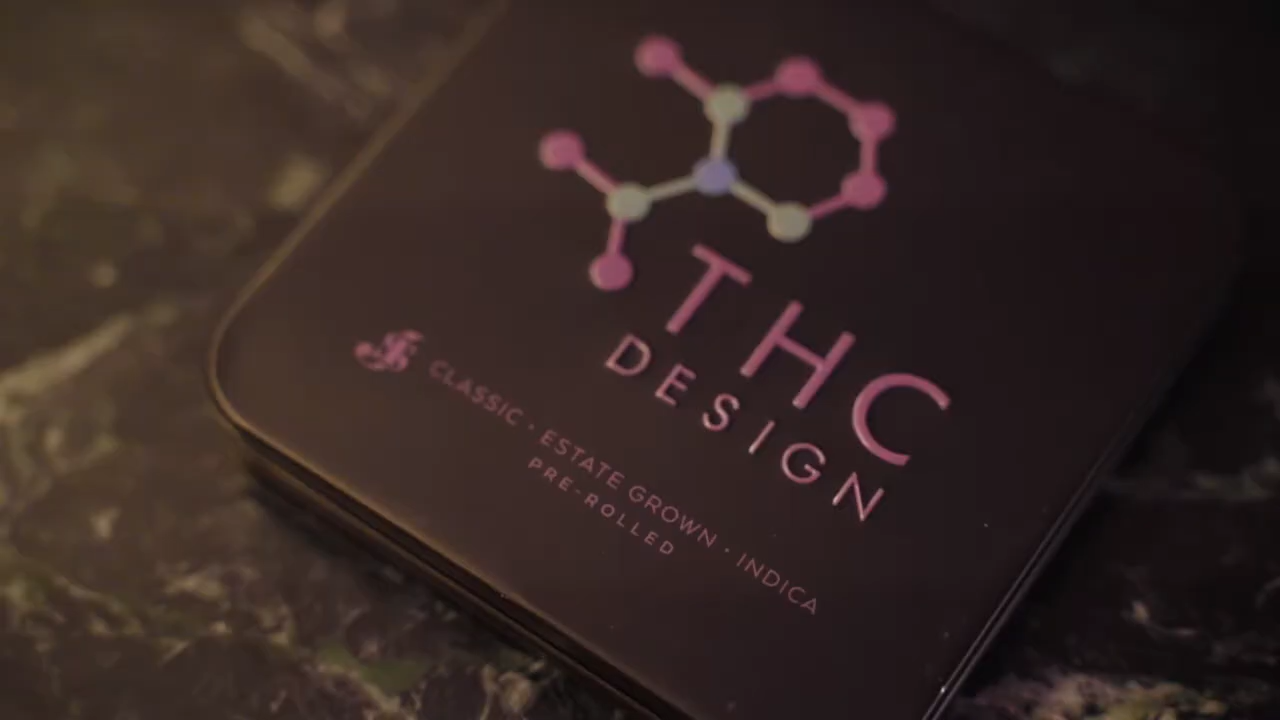 THC
DESIGN
CLASSIC • ESTATE GROWN • INDICA
PRE-ROLLED